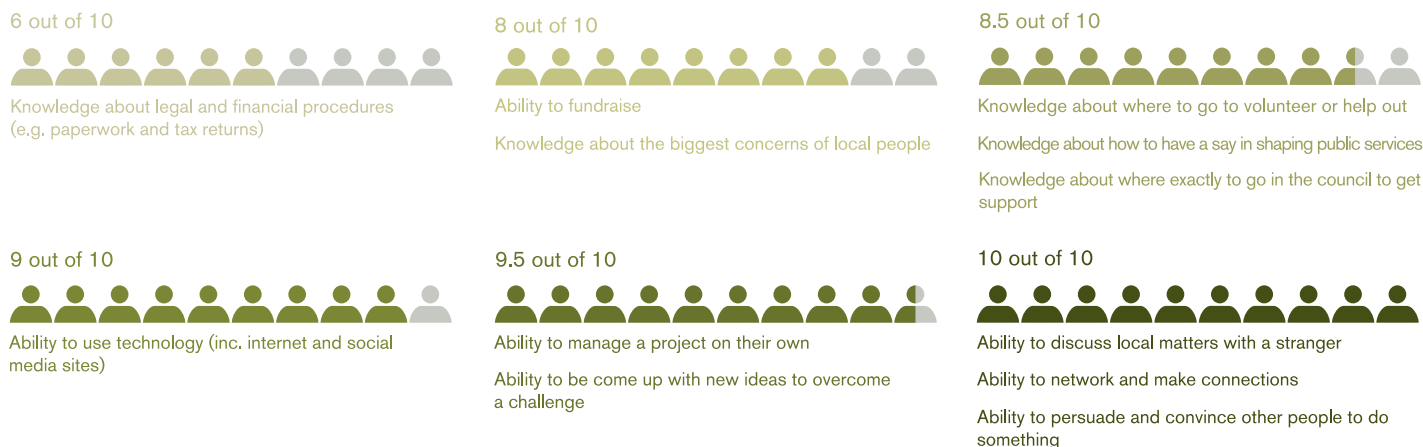 6 out of 10
Knowledge about legal and financial procedures
(e.g. paperwork and tax returns)
8 out of 10
Ability to fundraise
Knowledge about the biggest concerns of local people
8.5 out of 10
Knowledge about where to go to volunteer or help out
Knowledge about how to have a say in shaping public services
Knowledge about where exactly to go in the council to get
support
9 out of 10
Ability to use technology (inc. internet and social
media sites)
9.5 out of 10
Ability to manage a project on their own
Ability to be come up with new ideas to overcome
a challenge
10 out of 10
Ability to discuss local matters with a stranger
Ability to network and make connections
Ability to persuade and convince other people to do
something